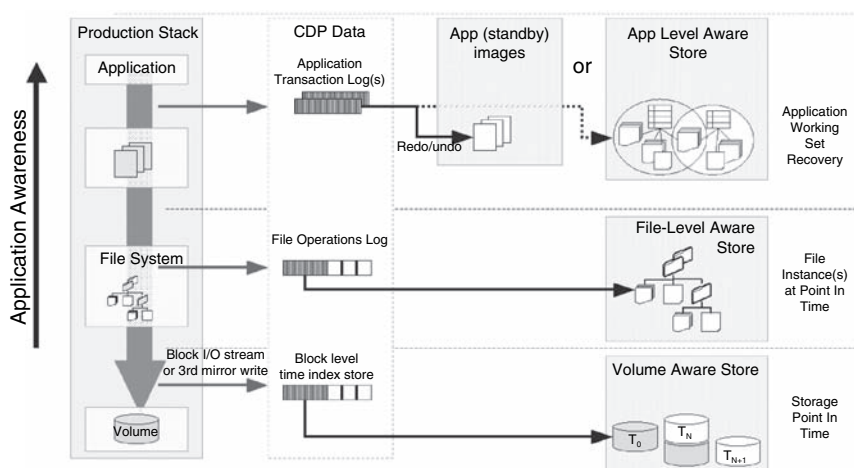 Application Awareness
Production Stack
Application
File System
Volume
Block I/O stream
or 3rd mirror write
CDP Data
Application
Transaction Log(s)
File Operations Log
Block level
time index store
App (standby)
images
Redo/undo
or
App Level Aware
Store
Application
Working
Set
Recovery
File-Level Aware
Store
File
Instance(s)
at Point In
Time
Volume Aware Store
T0
TN
TN+1
Storage
Point In
Time